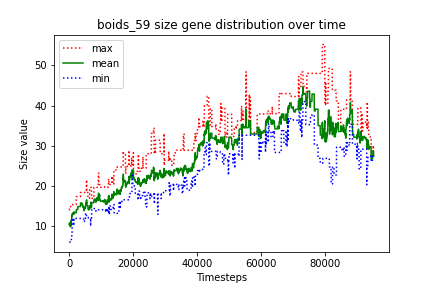 boids_59 size gene distribution over time
max
mean
min
Size value
50
40
30
20
10
0
20000
40000
60000
80000
Timesteps